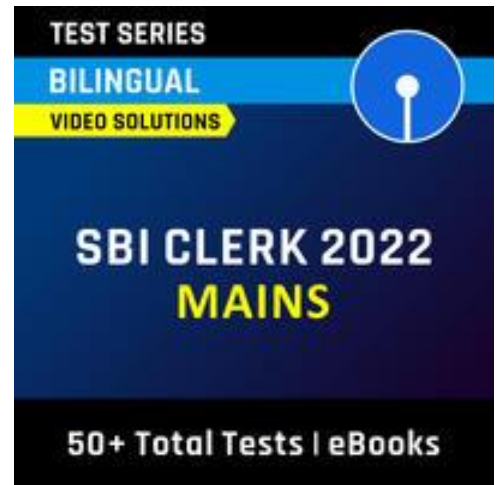 TEST SERIES
BILINGUAL
VIDEO SOLUTIONS
SBI CLERK 2022
MAINS
50+ Total Tests | eBooks